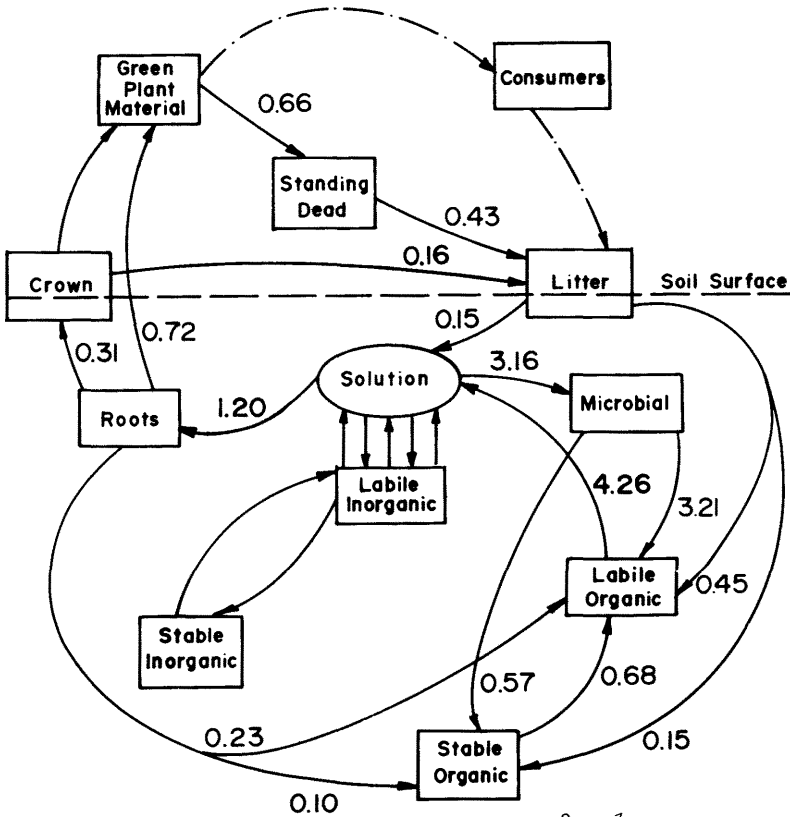 Green
Plant
Material
Consumers
0.66
Standing
Dead
0.43
Crown
0.16
Litter
Soil Surface
0.31
0.72
0.15
Solution
3.16
Microbial
Roots
1.20
Labile
Inorganic
4.26
3.21
Labile
Organic
0.45
Stable
Inorganic
0.57
0.68
0.23
Stable
Organic
0.15
0.10